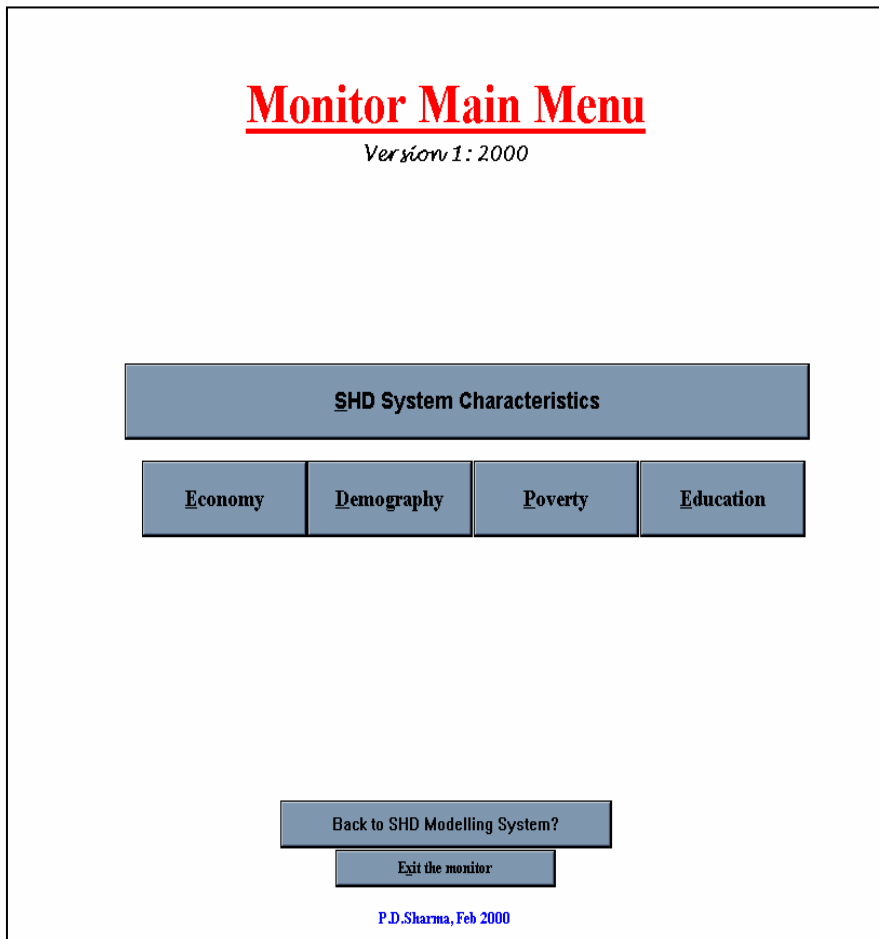 Monitor Main Menu
Version 1: 2000
SHD System Characteristics
Economy Demography Poverty Education
Back to SHD Modelling System?
Exit the monitor
P.D.Sharma, Feb 2000